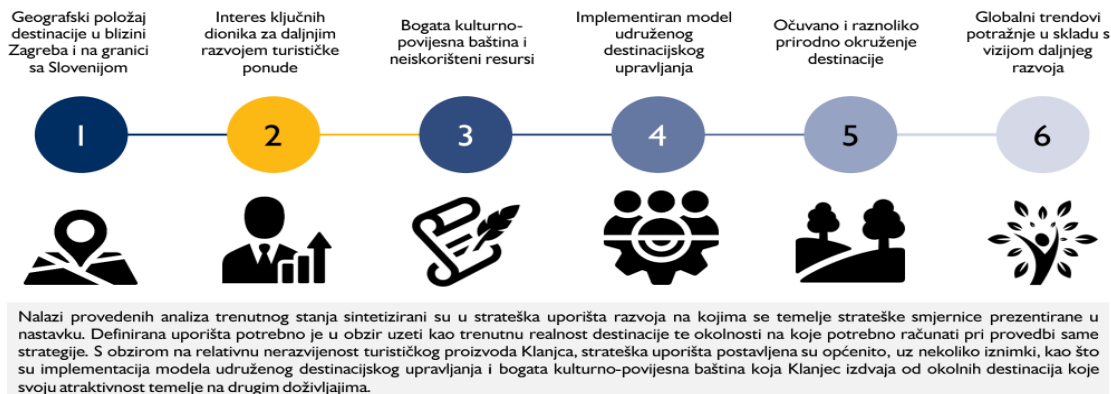 Geografski položaj
destinacije u blizini
Zagreba i na granici
sa Slovenijom
Interes ključnih
dionika za daljnjim
razvojem turističke
ponude
Bogata kulturno-
povijesna baština i
neiskorišteni resursi
Implementiran model
udruženog
destinacijskog
upravljanja
Očuvano i raznoliko
prirodno okruženje
destinacije
Globalni trendovi
potražnje u skladu s
vizijom daljnjeg
razvoja
1
2
3
4
5
6
Nalazi provedenih analiza trenutnog stanja sintetizirani su u strateška uporišta razvoja na kojima se temelje strateške smjernice prezentirane u
nastavku. Definirana uporišta potrebno je u obzir uzeti kao trenutnu realnost destinacije te okolnosti na koje potrebno računati pri provedbi same
strategije. S obzirom na relativnu nerazvijenost turističkog proizvoda Klanjca, strateška uporišta postavljena su općenito, uz nekoliko iznimki, kao što
su implementacija modela udruženog destinacijskog upravljanja i bogata kulturno-povijesna baština koja Klanjec izdvaja od okolnih destinacija koje
svoju atraktivnost temelje na drugim doživljajima.